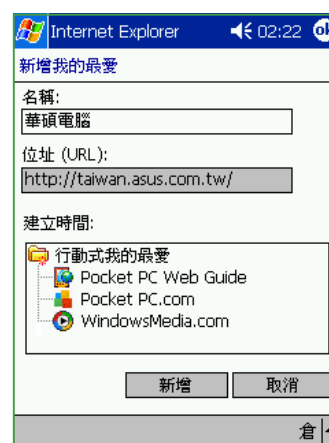 Internet Explorer 02:22 ok
新增我的最愛
名稱:
華碩電腦
位址 (URL):
http://taiwan.asus.com.tw/
建立時間:
行動式我的最愛
Pocket PC Web Guide
Pocket PC.com
WindowsMedia.com
新增 取消
倉